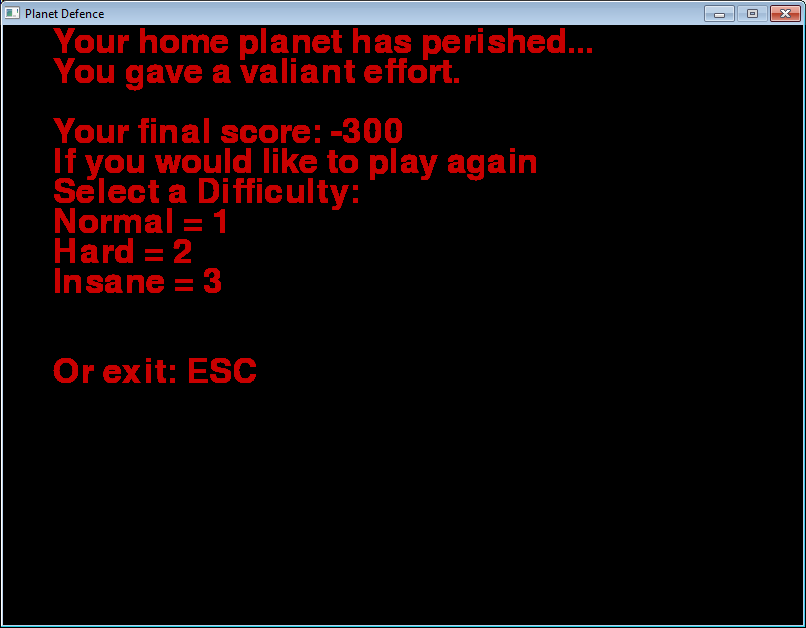 Planet Defence
Your home planet has perished...
You gave a valiant effort.
Your final score: -300
If you would like to play again
Select a Difficulty:
Normal = 1
Hard = 2
Insane = 3
Or exit: ESC